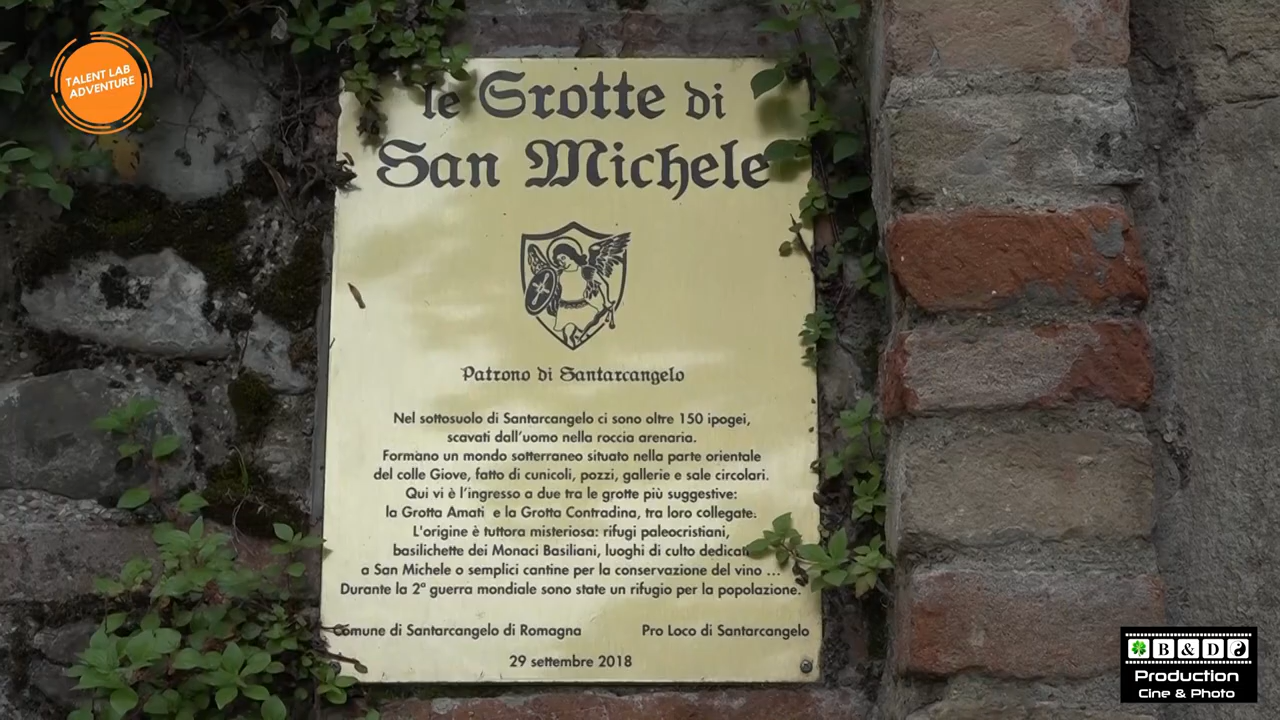 TALENT LAB
ADVENTURE
le Grotte di
San Michele
Patrono di Santarcangelo
Nel sottosuolo di Santarcangelo ci sono oltre 150 ipogei,
scavati dall'uomo nella roccia arenaria.
Formano un mondo sotterraneo situato nella parte orientale
del colle Giove, fatto di cunicoli, pozzi, gallerie e sale circolari.
Qui vi è l'ingresso a due tra le grotte più suggestive:
la Grotta Amati e la Grotta Contradina, tra loro collegate.
L'origine è tuttora misteriosa: rifugi paleocristiani,
basilichette dei Monaci Basiliani, luoghi di culto dedicati
a San Michele o semplici cantine per la conservazione del vino ...
Durante la 2ª guerra mondiale sono state un rifugio per la popolazione.
Comune di Santarcangelo di Romagna Pro Loco di Santarcangelo
29 settembre 2018
B & D
Production
Cine & Photo